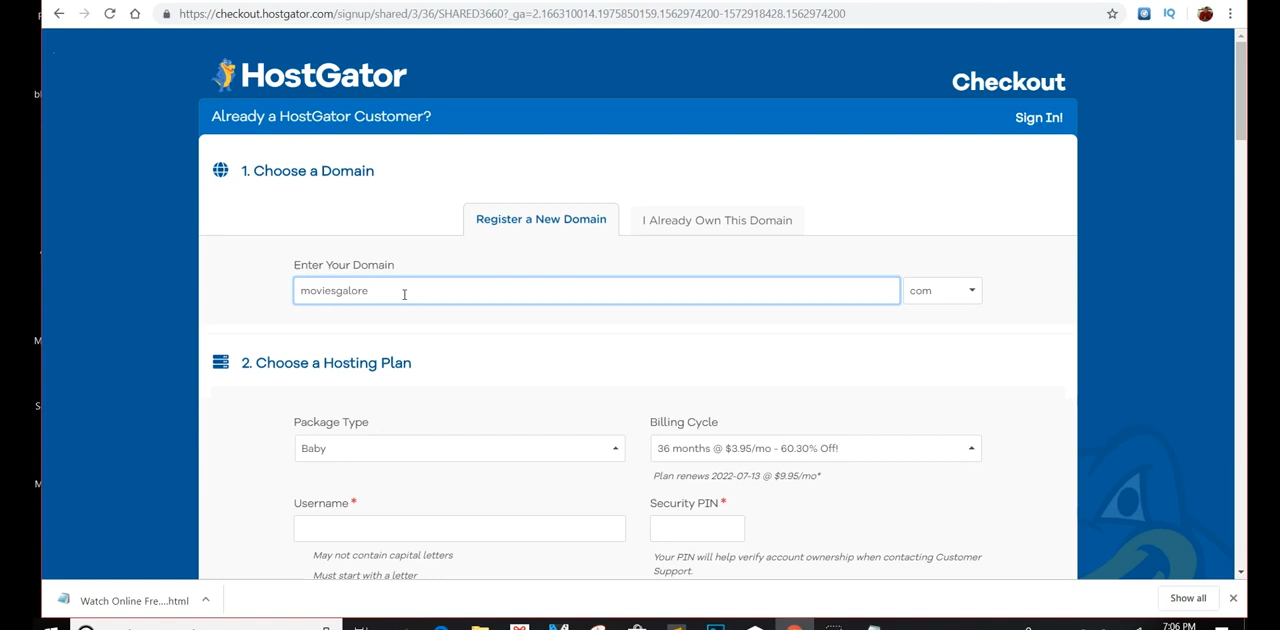 https://checkout.hostgator.com/signup/shared/3/36/SHARED3660?_ga=2.166310014.1975850159.1562974200-1572918428.1562974200
IQ
HostGator
Checkout
Already a HostGator Customer?
Sign In!
1. Choose a Domain
Register a New Domain
I Already Own This Domain
Enter Your Domain
moviesgalore
com
2. Choose a Hosting Plan
Package Type
Billing Cycle
Baby
36 months @ $3.95/mo - 60.30% Off!
Plan renews 2022-07-13 @ $9.95/mo*
Username *
Security PIN *
May not contain capital letters
Your PIN will help verify account ownership when contacting Customer
Support.
Must start with a letter
Watch Online Fre....html
Show all
7:06 PM